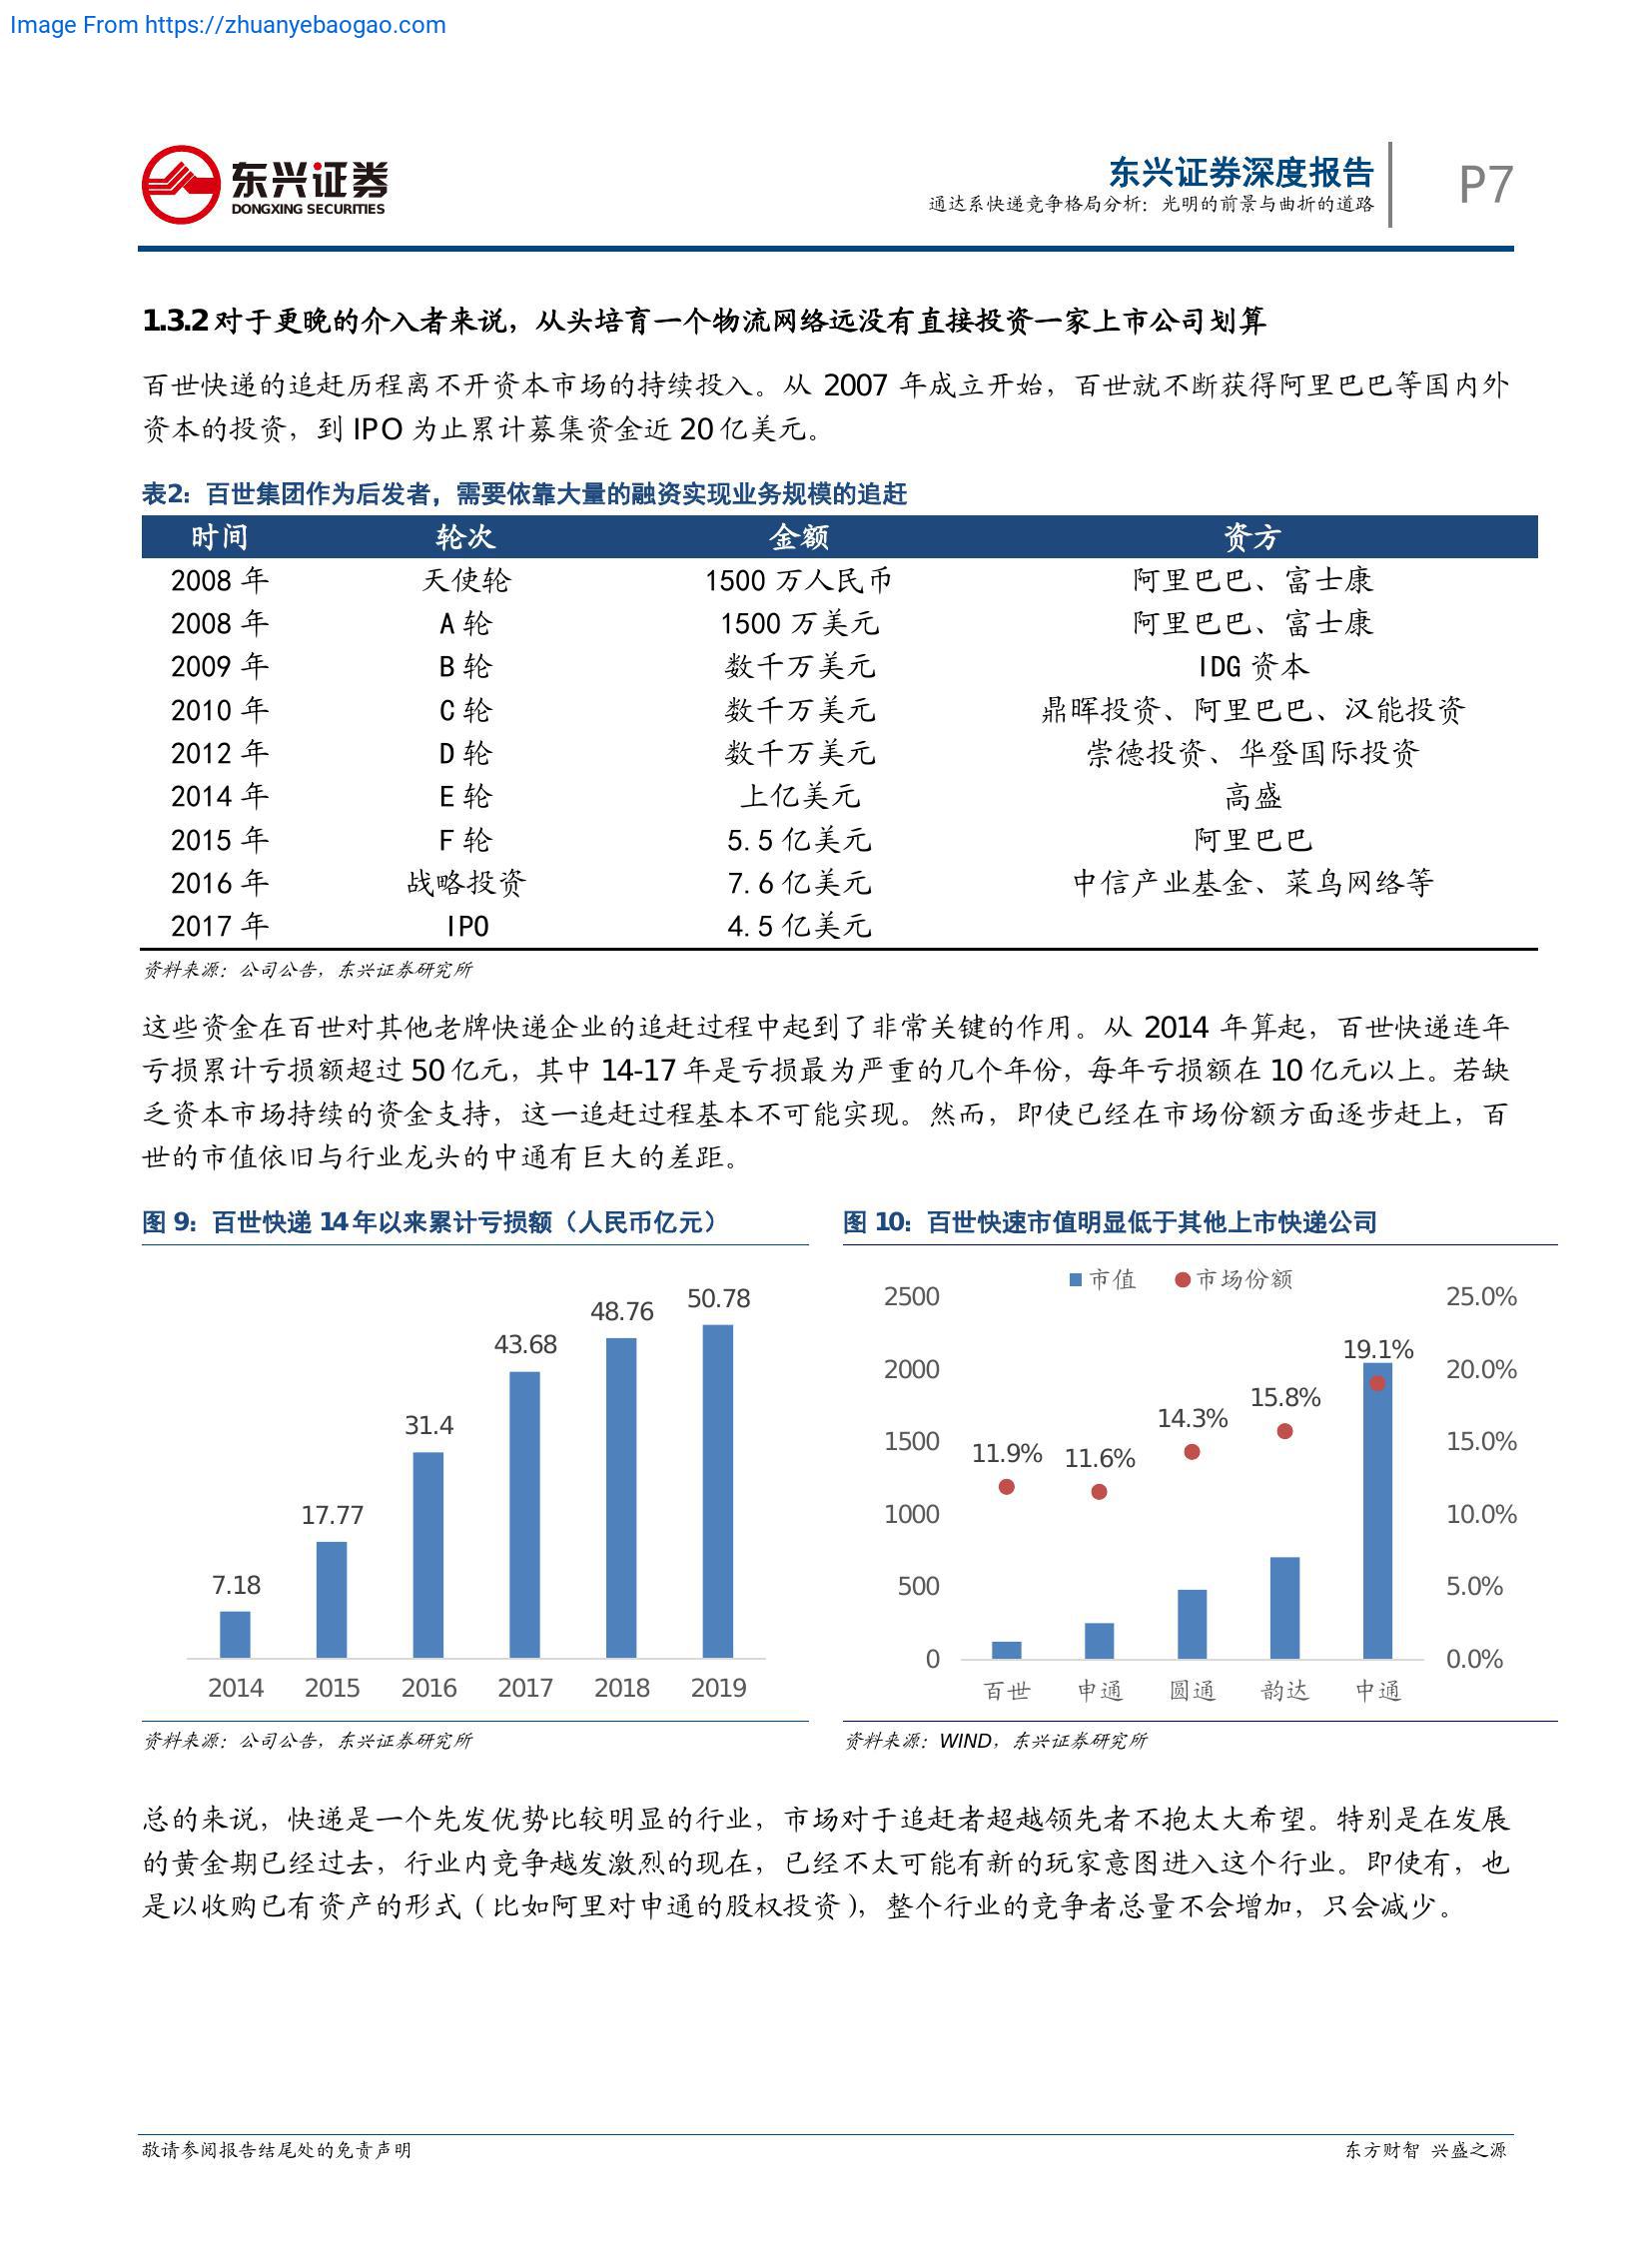 Image From https://zhuanyebaogao.com
东兴证券
DONGXING SECURITIES
东兴证券深度报告
通达系快递竞争格局分析：光明的前景与曲折的道路
P7
1.3.2 对于更晚的介入者来说，从头培育一个物流网络远没有直接投资一家上市公司划算
百世快递的追赶历程离不开资本市场的持续投入。从 2007 年成立开始，百世就不断获得阿里巴巴等国内外
资本的投资，到 IPO 为止累计募集资金近 20 亿美元。
表2：百世集团作为后发者，需要依靠大量的融资实现业务规模的追赶
时间 轮次 金额 资方
2008 年 天使轮 1500 万人民币 阿里巴巴、富士康
2008 年 A 轮 1500 万美元 阿里巴巴、富士康
2009 年 B 轮 数千万美元 IDG 资本
2010 年 C 轮 数千万美元 鼎晖投资、阿里巴巴、汉能投资
2012 年 D 轮 数千万美元 崇德投资、华登国际投资
2014 年 E 轮 上亿美元 高盛
2015 年 F 轮 5.5 亿美元 阿里巴巴
2016 年 战略投资 7.6 亿美元 中信产业基金、菜鸟网络等
2017 年 IPO 4.5 亿美元
资料来源：公司公告，东兴证券研究所
这些资金在百世对其他老牌快递企业的追赶过程中起到了非常关键的作用。从 2014 年算起，百世快递连年
亏损累计亏损额超过 50 亿元，其中 14-17 年是亏损最为严重的几个年份，每年亏损额在 10 亿元以上。若缺
乏资本市场持续的资金支持，这一追赶过程基本不可能实现。然而，即使已经在市场份额方面逐步赶上，百
世的市值依旧与行业龙头的中通有巨大的差距。
图 9：百世快递 14 年以来累计亏损额（人民币亿元）
7.18
17.77
31.4
43.68
48.76
50.78
2014 2015 2016 2017 2018 2019
资料来源：公司公告，东兴证券研究所
图 10：百世快速市值明显低于其他上市快递公司
市值 市场份额
2500 25.0%
2000 20.0%
1500 15.0%
1000 10.0%
500 5.0%
0 0.0%
11.9% 11.6% 14.3% 15.8% 19.1%
百世 申通 圆通 韵达 中通
资料来源：WIND，东兴证券研究所
总的来说，快递是一个先发优势比较明显的行业，市场对于追赶者超越领先者不抱太大希望。特别是在发展
的黄金期已经过去，行业内竞争越发激烈的现在，已经不太可能有新的玩家意图进入这个行业。即使有，也
是以收购已有资产的形式（比如阿里对申通的股权投资），整个行业的竞争者总量不会增加，只会减少。
敬请参阅报告结尾处的免责声明
东方财智 兴盛之源